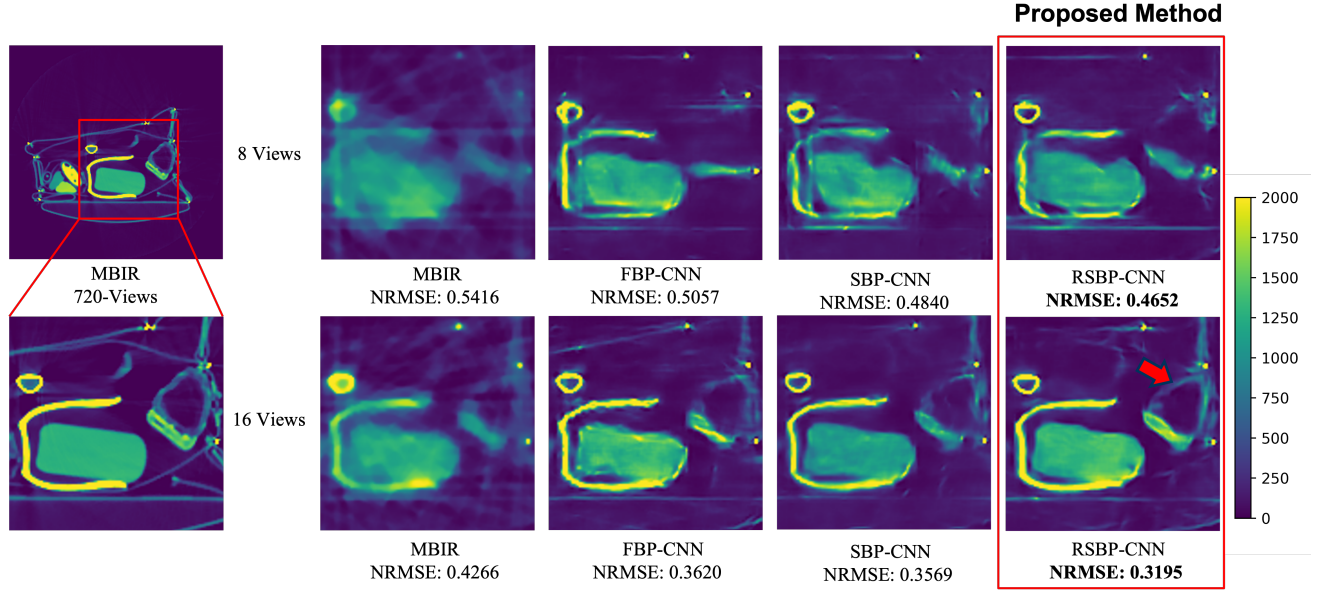 Proposed Method
8 Views
MBIR
720-Views
MBIR
NRMSE: 0.5416
FBP-CNN
NRMSE: 0.5057
SBP-CNN
NRMSE: 0.4840
RSBP-CNN
NRMSE: 0.4652
16 Views
MBIR
NRMSE: 0.4266
FBP-CNN
NRMSE: 0.3620
SBP-CNN
NRMSE: 0.3569
RSBP-CNN
NRMSE: 0.3195
2000
1750
1500
1250
1000
750
500
250
0